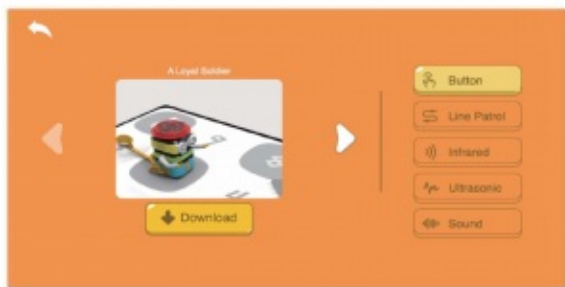 A Loyal Soldier
Download
Button
Line Patrol
Infrared
Ultrasonic
Sound